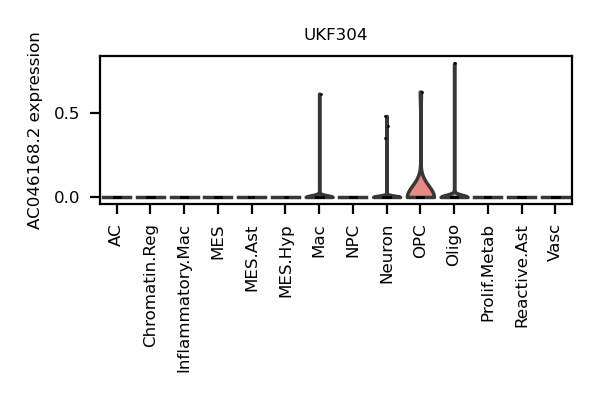 UKF304
AC046168.2 expression
0.5
0.0
AC
Chromatin.Reg
Inflammatory.Mac
MES
MES.Ast
MES.Hyp
Mac
NPC
Neuron
OPC
Oligo
Prolif.Metab
Reactive.Ast
Vasc